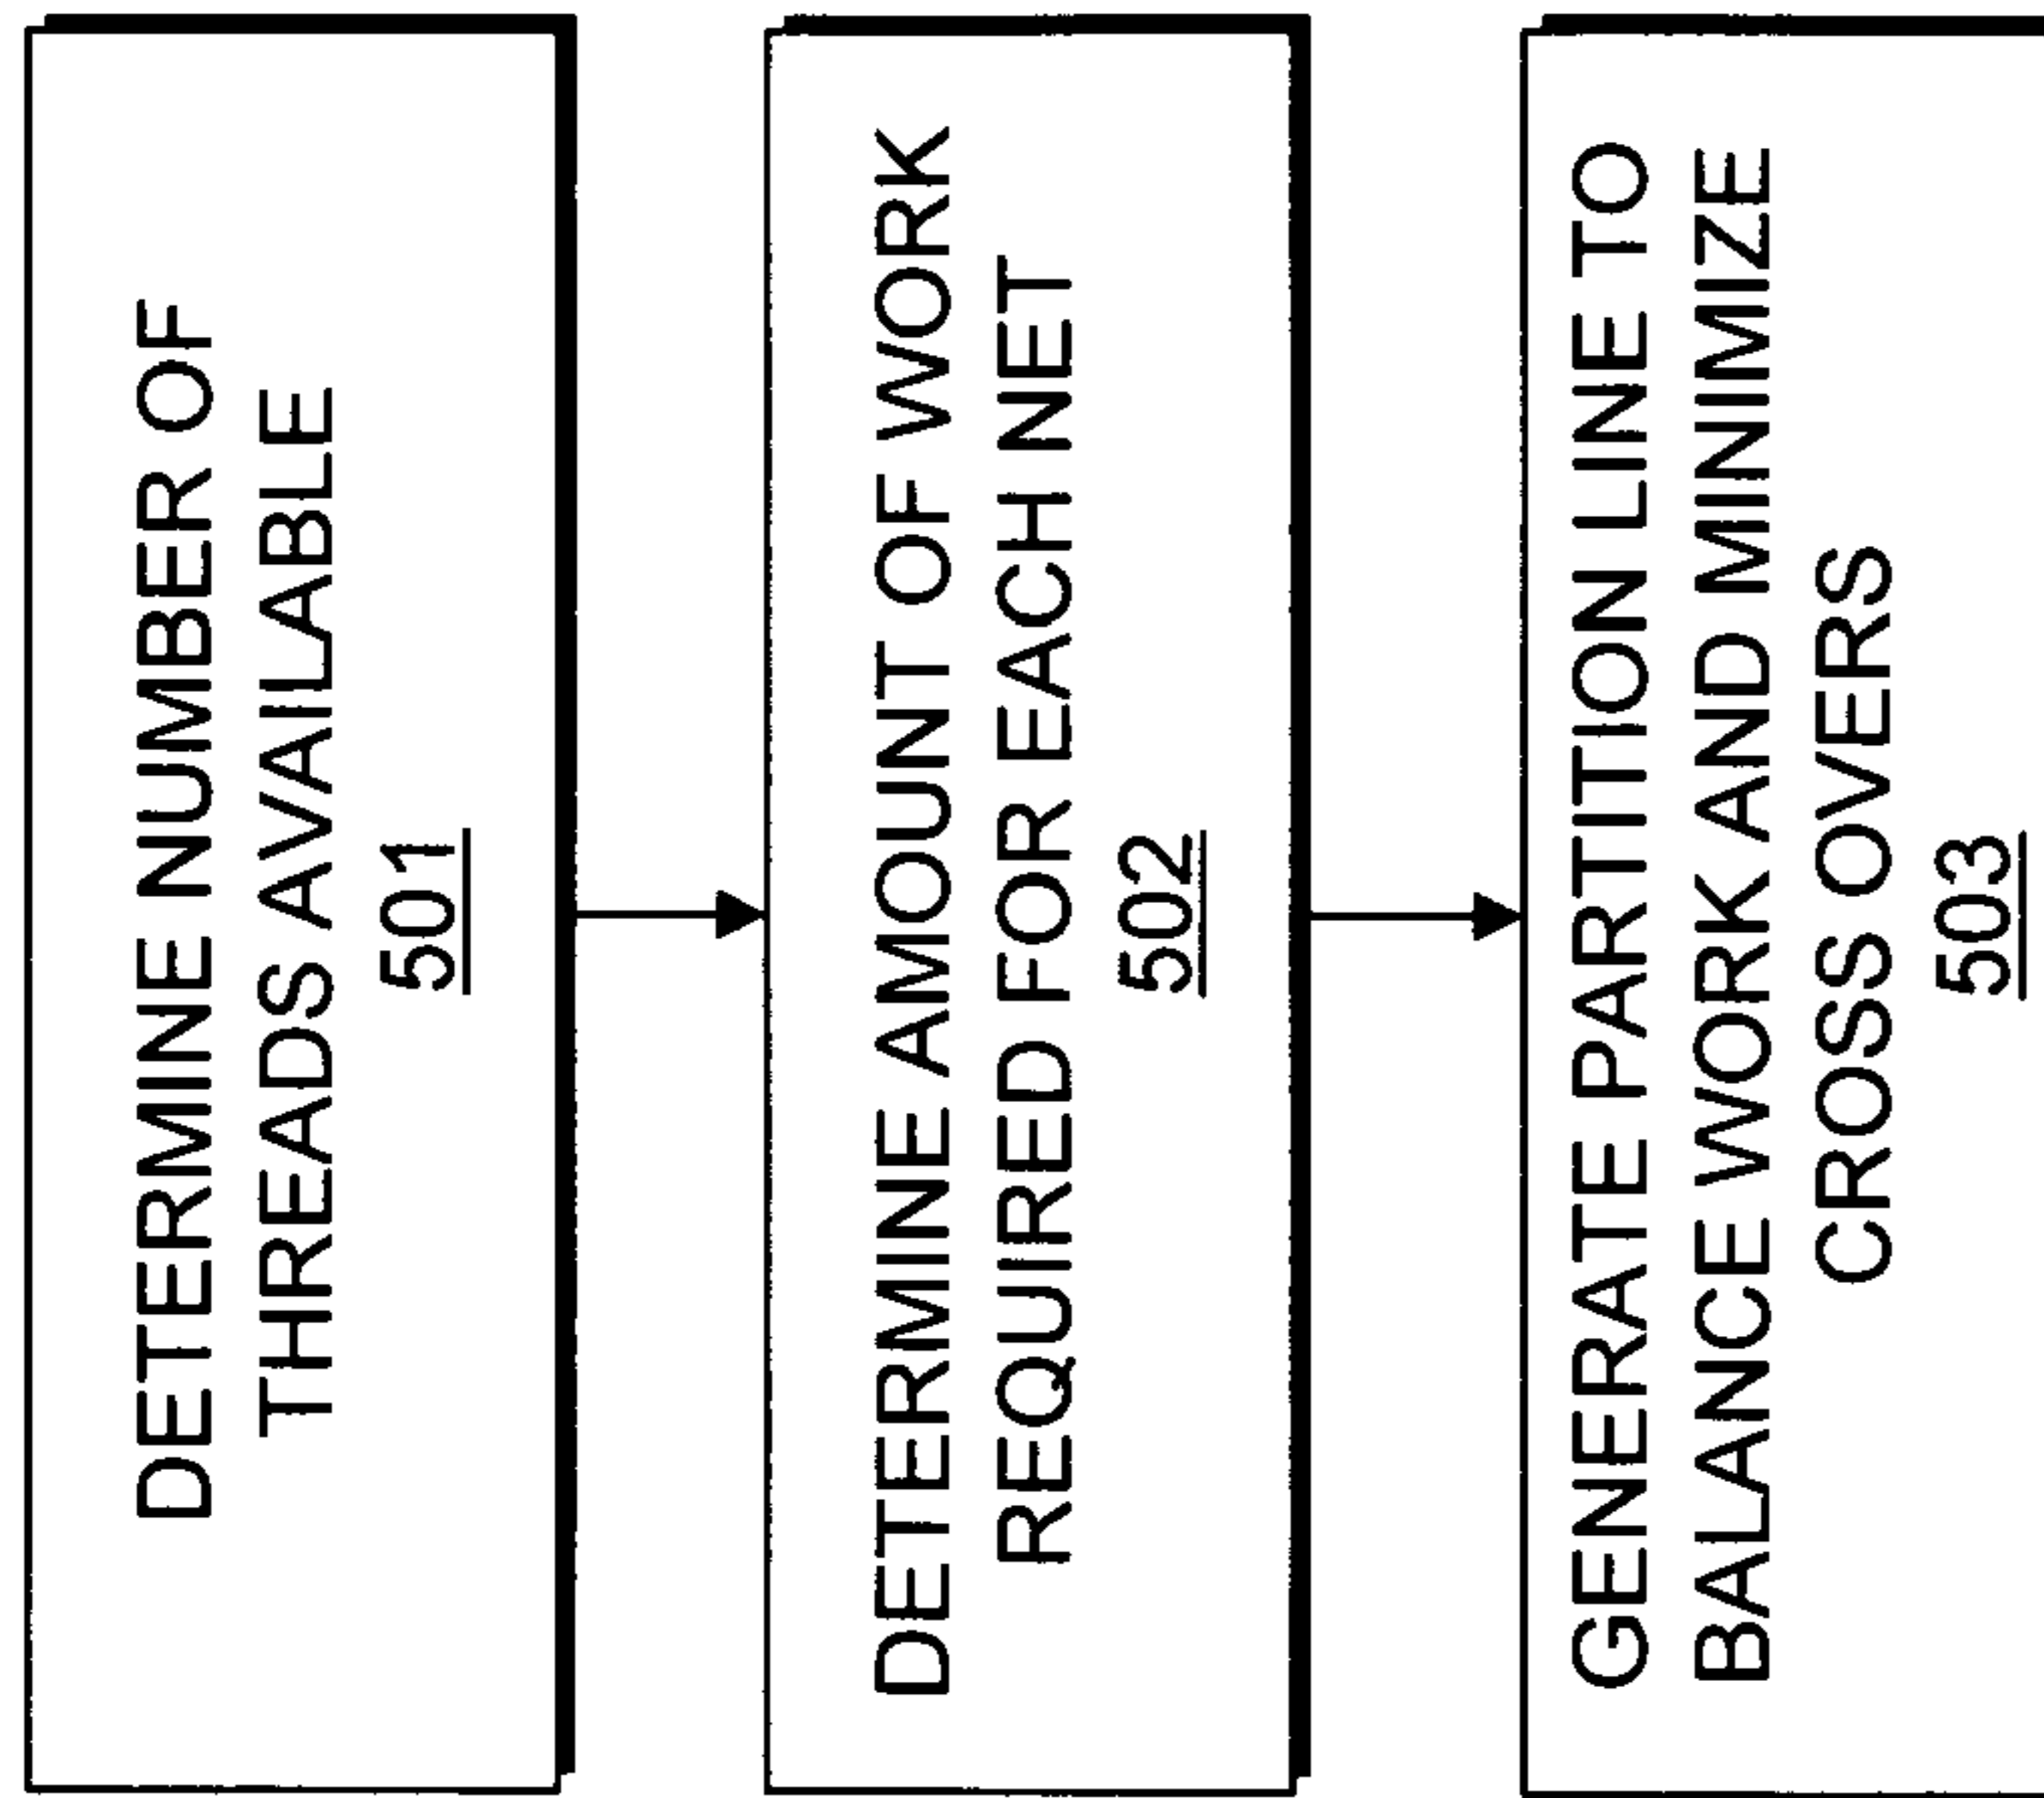 DETERMINE NUMBER OF
THREADS AVAILABLE
501
DETERMINE AMOUNT OF WORK
REQUIRED FOR EACH NET
502
GENERATE PARTITION LINE TO
BALANCE WORK AND MINIMIZE
CROSS OVERS
503